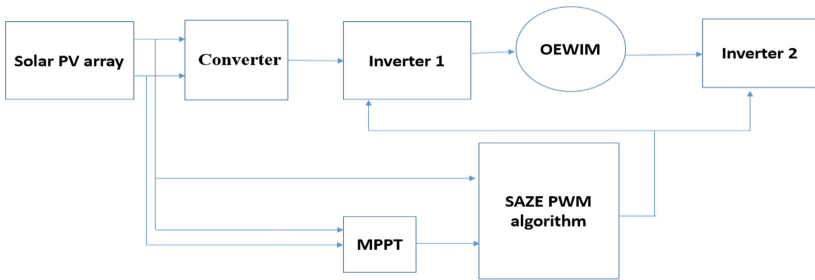 Solar PV array
Converter
Inverter 1
OEWIM
Inverter 2
SAZE PWM
algorithm
MPPT